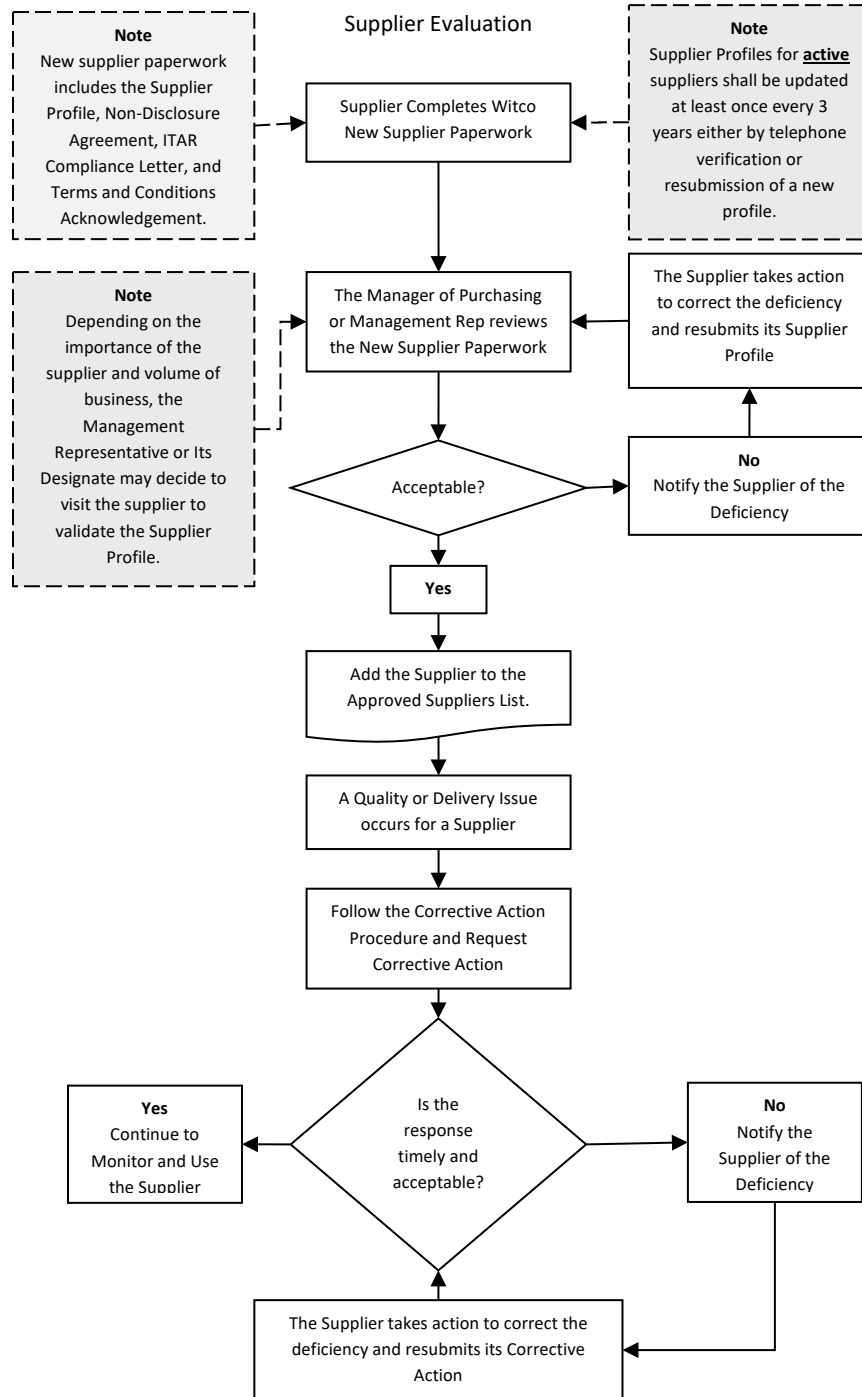 Supplier Evaluation
Note
New supplier paperwork
includes the Supplier
Profile, Non-Disclosure
Agreement, ITAR
Compliance Letter, and
Terms and Conditions
Acknowledgement.
Supplier Completes Witco
New Supplier Paperwork
Note
Supplier Profiles for active
suppliers shall be updated
at least once every 3
years either by telephone
verification or
resubmission of a new
profile.
Note
Depending on the
importance of the
supplier and volume of
business, the
Management
Representative or Its
Designate may decide to
visit the supplier to
validate the Supplier
Profile.
The Manager of Purchasing
or Management Rep reviews
the New Supplier Paperwork
The Supplier takes action
to correct the deficiency
and resubmits its Supplier
Profile
Acceptable?
No
Notify the Supplier of the
Deficiency
Yes
Add the Supplier to the
Approved Suppliers List.
A Quality or Delivery Issue
occurs for a Supplier
Follow the Corrective Action
Procedure and Request
Corrective Action
Is the
response
timely and
acceptable?
Yes
Continue to
Monitor and Use
the Supplier
No
Notify the
Supplier of the
Deficiency
The Supplier takes action to correct the
deficiency and resubmits its Corrective
Action